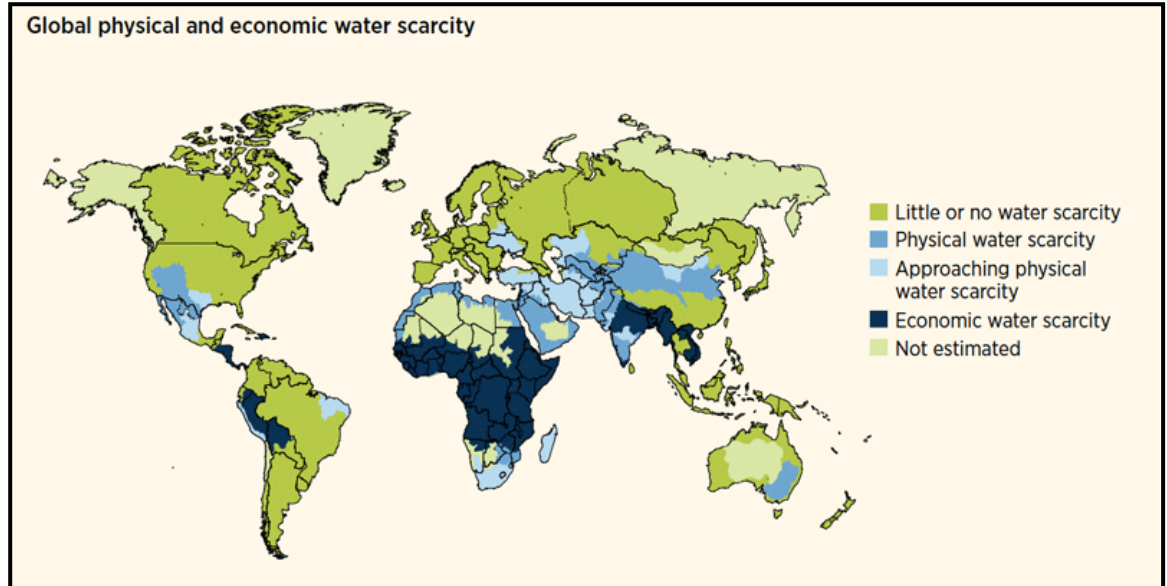 Global physical and economic water scarcity
Little or no water scarcity
Physical water scarcity
Approaching physical
water scarcity
Economic water scarcity
Not estimated